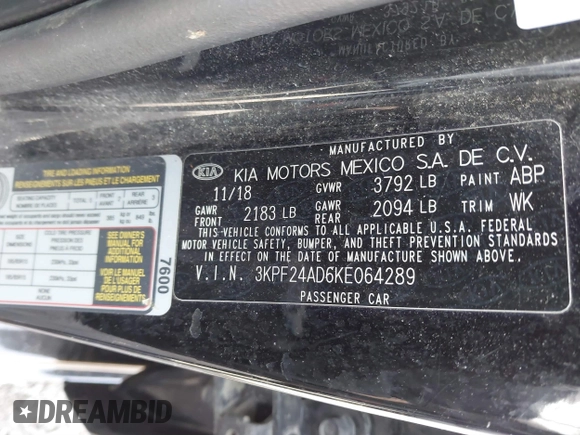 MANUFACTURED BY
KIA KIA MOTORS MEXICO S.A. DE C.V.
11/18 GVWR 3792 LB PAINT ABP
GAWR FRONT 2183 LB GAWR REAR 2094 LB TRIM WK
THIS VEHICLE CONFORMS TO ALL APPLICABLE U.S.A. FEDERAL
MOTOR VEHICLE SAFETY, BUMPER, AND THEFT PREVENTION STANDARDS
IN EFFECT ON THE DATE OF MANUFACTURE SHOWN ABOVE.
V.I.N. 3KPF24AD6KE064289
PASSENGER CAR
TIRE AND LOADING INFORMATION
RENSEIGNEMENTS SUR LES PNEUS ET LE CHARGEMENT
SEE OWNER'S
MANUAL FOR
ADDITIONAL
INFORMATION
VOIR LE MANUEL
DE L'USAGER
POUR PLUS DE
RENSEIGNEMENTS
7600
DREAMBID